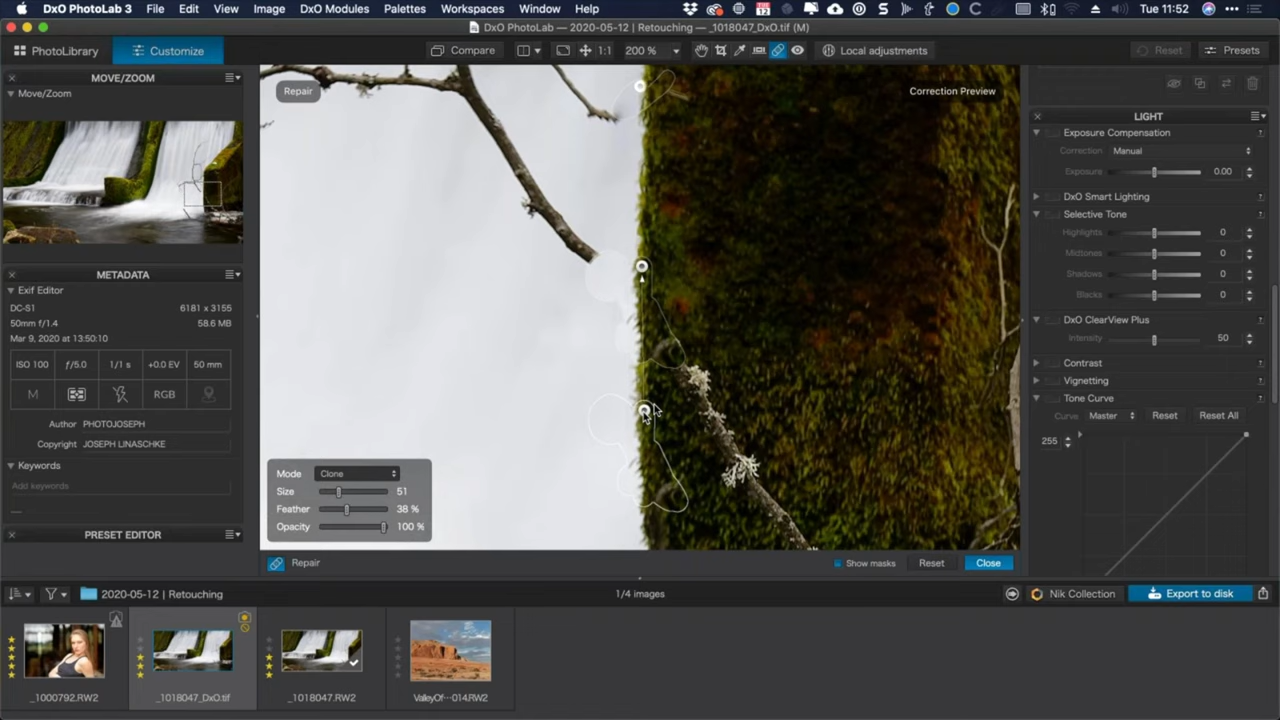 DxO PhotoLab 3 File Edit View Image DxO Modules Palettes Workspaces Window Help Tue 11:52
DxO PhotoLab — 2020-05-12 | Retouching — _1018047_DxO.tif (M)
PhotoLibrary Customize Compare 1:1 200 % Local adjustments Reset Presets
MOVE/ZOOM
Move/Zoom
METADATA
Exif Editor
DC-S1 6181 x 3155
50mm f/1.4 58.6 MB
Mar 9, 2020 at 13:50:10
ISO 100 ƒ/5.0 1/1 s +0.0 EV 50 mm
M RGB
Author PHOTOJOSEPH
Copyright JOSEPH LINASCHKE
Keywords
Add keywords
PRESET EDITOR
Repair Correction Preview
Mode Clone
Size 51
Feather 38 %
Opacity 100 %
Repair Show masks Reset Close
LIGHT
Exposure Compensation
Correction Manual
Exposure 0.00
DxO Smart Lighting
Selective Tone
Highlights 0
Midtones 0
Shadows 0
Blacks 0
DxO ClearView Plus
Intensity 50
Contrast
Vignetting
Tone Curve
Curve Master Reset Reset All
255
2020-05-12 | Retouching 1/4 images Nik Collection Export to disk
_1000792.RW2 _1018047_DxO.tif _1018047.RW2 ValleyOf···014.RW2